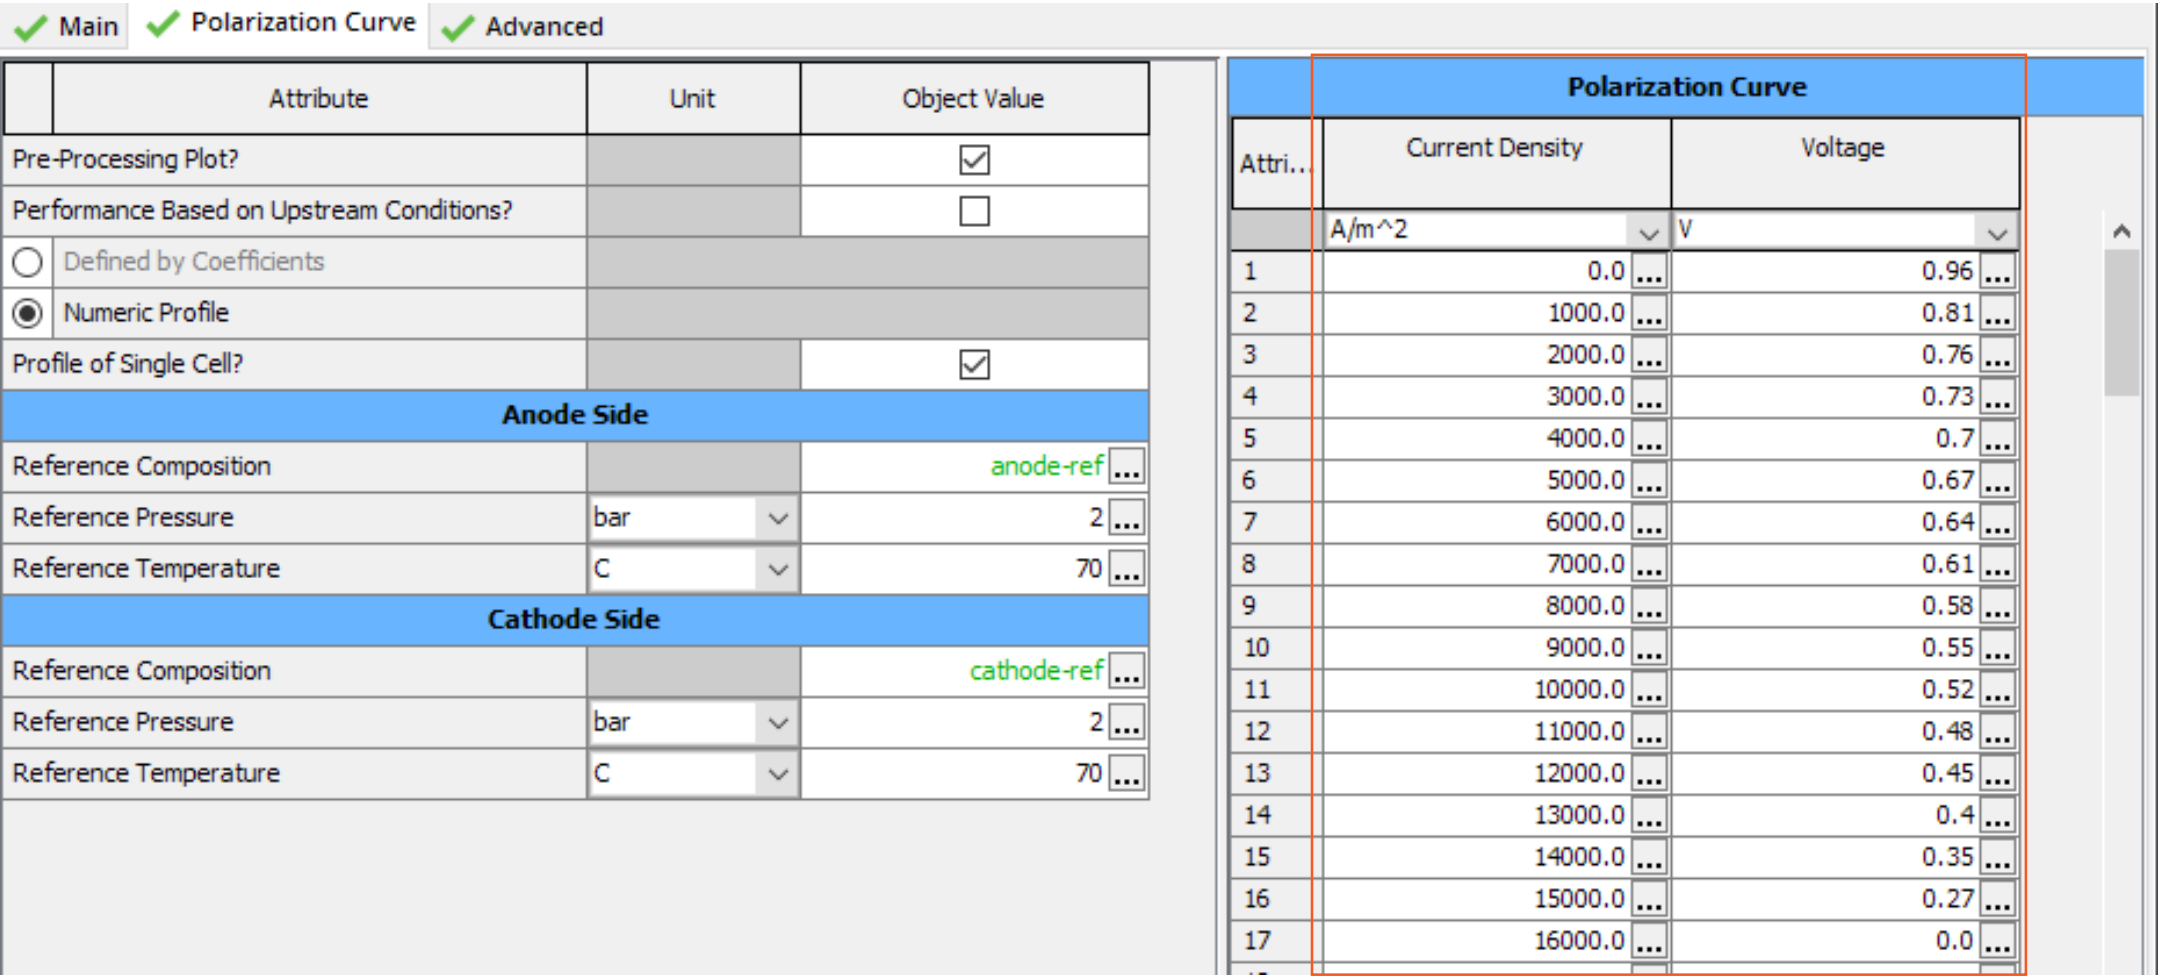 Main Polarization Curve Advanced
Attribute Unit Object Value
Pre-Processing Plot?
Performance Based on Upstream Conditions?
Defined by Coefficients
Numeric Profile
Profile of Single Cell?
Anode Side
Reference Composition anode-ref ...
Reference Pressure bar 2 ...
Reference Temperature C 70 ...
Cathode Side
Reference Composition cathode-ref ...
Reference Pressure bar 2 ...
Reference Temperature C 70 ...
Polarization Curve
Attri... Current Density Voltage
A/m^2 V
1 0.0 ... 0.96 ...
2 1000.0 ... 0.81 ...
3 2000.0 ... 0.76 ...
4 3000.0 ... 0.73 ...
5 4000.0 ... 0.7 ...
6 5000.0 ... 0.67 ...
7 6000.0 ... 0.64 ...
8 7000.0 ... 0.61 ...
9 8000.0 ... 0.58 ...
10 9000.0 ... 0.55 ...
11 10000.0 ... 0.52 ...
12 11000.0 ... 0.48 ...
13 12000.0 ... 0.45 ...
14 13000.0 ... 0.4 ...
15 14000.0 ... 0.35 ...
16 15000.0 ... 0.27 ...
17 16000.0 ... 0.0 ...